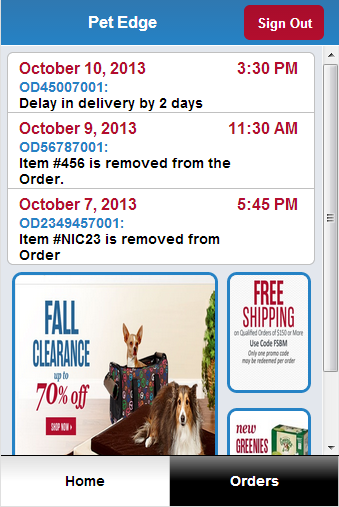 Pet Edge
Sign Out
October 10, 2013 3:30 PM
OD45007001:
Delay in delivery by 2 days
October 9, 2013 11:30 AM
OD56787001:
Item #456 is removed from the
Order.
October 7, 2013 5:45 PM
OD2349457001:
Item #NIC23 is removed from
Order
FALL
CLEARANCE
up to
70% off
SHOP NOW
FREE
SHIPPING
on Qualified Orders of $150 or More
Use Code FSBM
Only one promo code
may be redeemed per order
new
GREENIES
Home
Orders